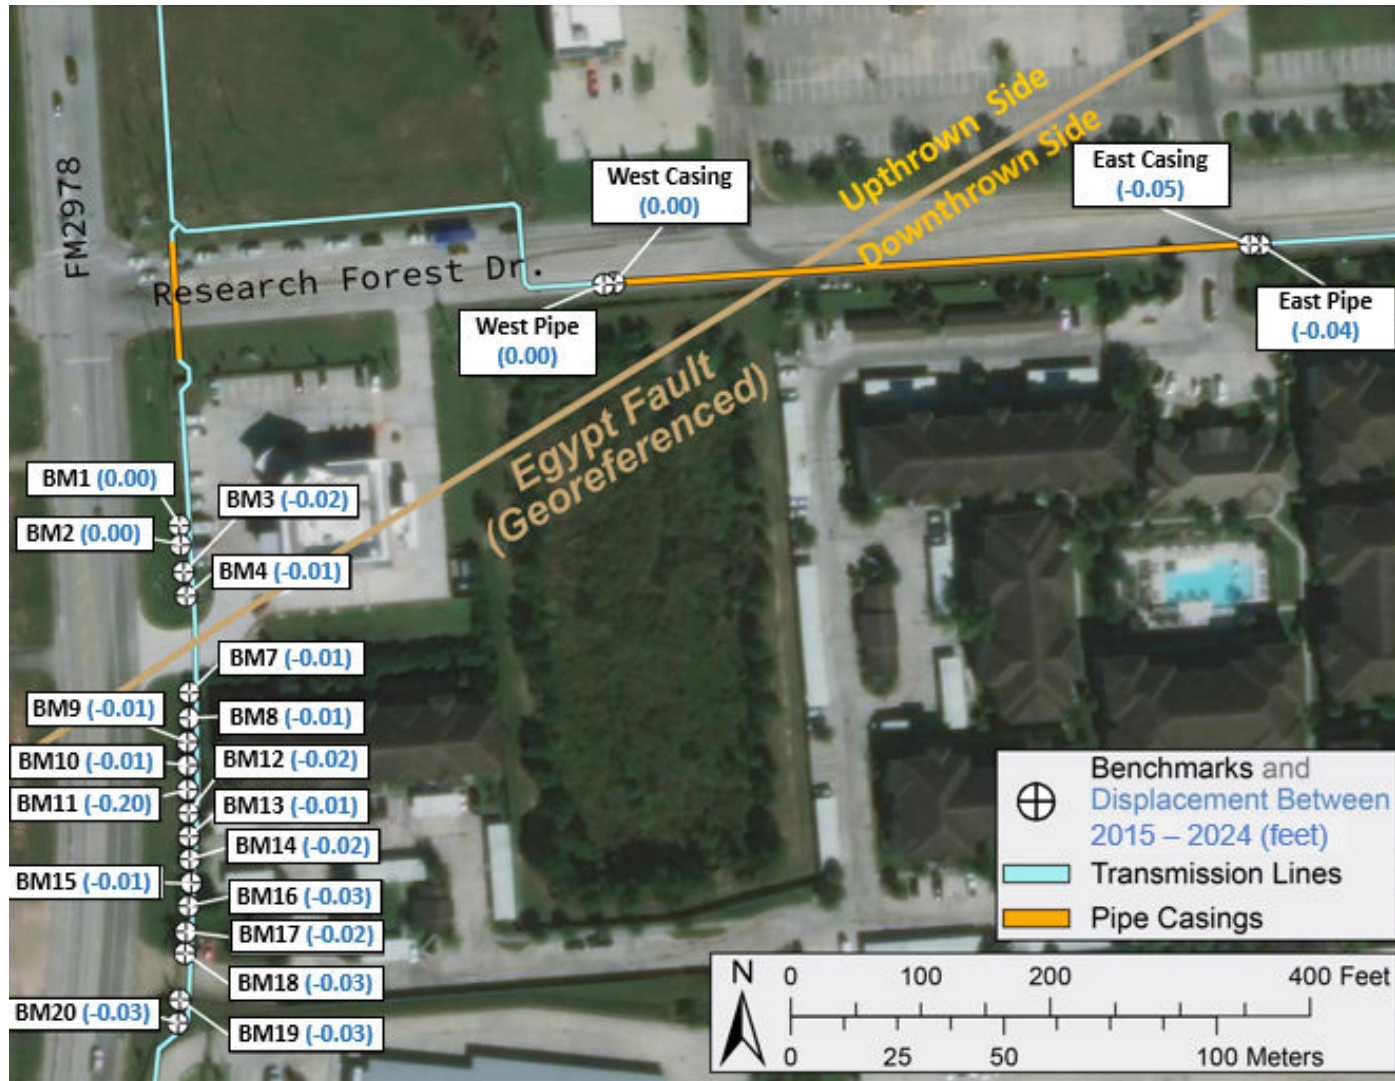 FM2978
Research Forest Dr.
Upthrown Side
Downthrown Side
West Casing
(0.00)
East Casing
(-0.05)
West Pipe
(0.00)
East Pipe
(-0.04)
Egypt Fault
(Georeferenced)
BM1 (0.00)
BM3 (-0.02)
BM2 (0.00)
BM4 (-0.01)
BM7 (-0.01)
BM9 (-0.01)
BM8 (-0.01)
BM10 (-0.01)
BM12 (-0.02)
BM11 (-0.20)
BM13 (-0.01)
BM14 (-0.02)
BM15 (-0.01)
BM16 (-0.03)
BM17 (-0.02)
BM18 (-0.03)
BM20 (-0.03)
BM19 (-0.03)
Benchmarks and
Displacement Between
2015 – 2024 (feet)
Transmission Lines
Pipe Casings
N
0 100 200 400 Feet
0 25 50 100 Meters